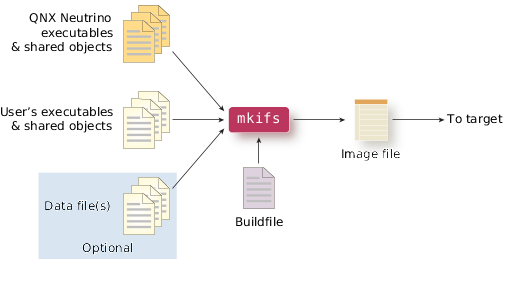 QNX Neutrino
executables
& shared objects
User’s executables
& shared objects
mkifs
To target
Image file
Data file(s)
Buildfile
Optional